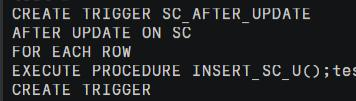 CREATE TRIGGER SC_AFTER_UPDATE
AFTER UPDATE ON SC
FOR EACH ROW
EXECUTE PROCEDURE INSERT_SC_U();tes
CREATE TRIGGER